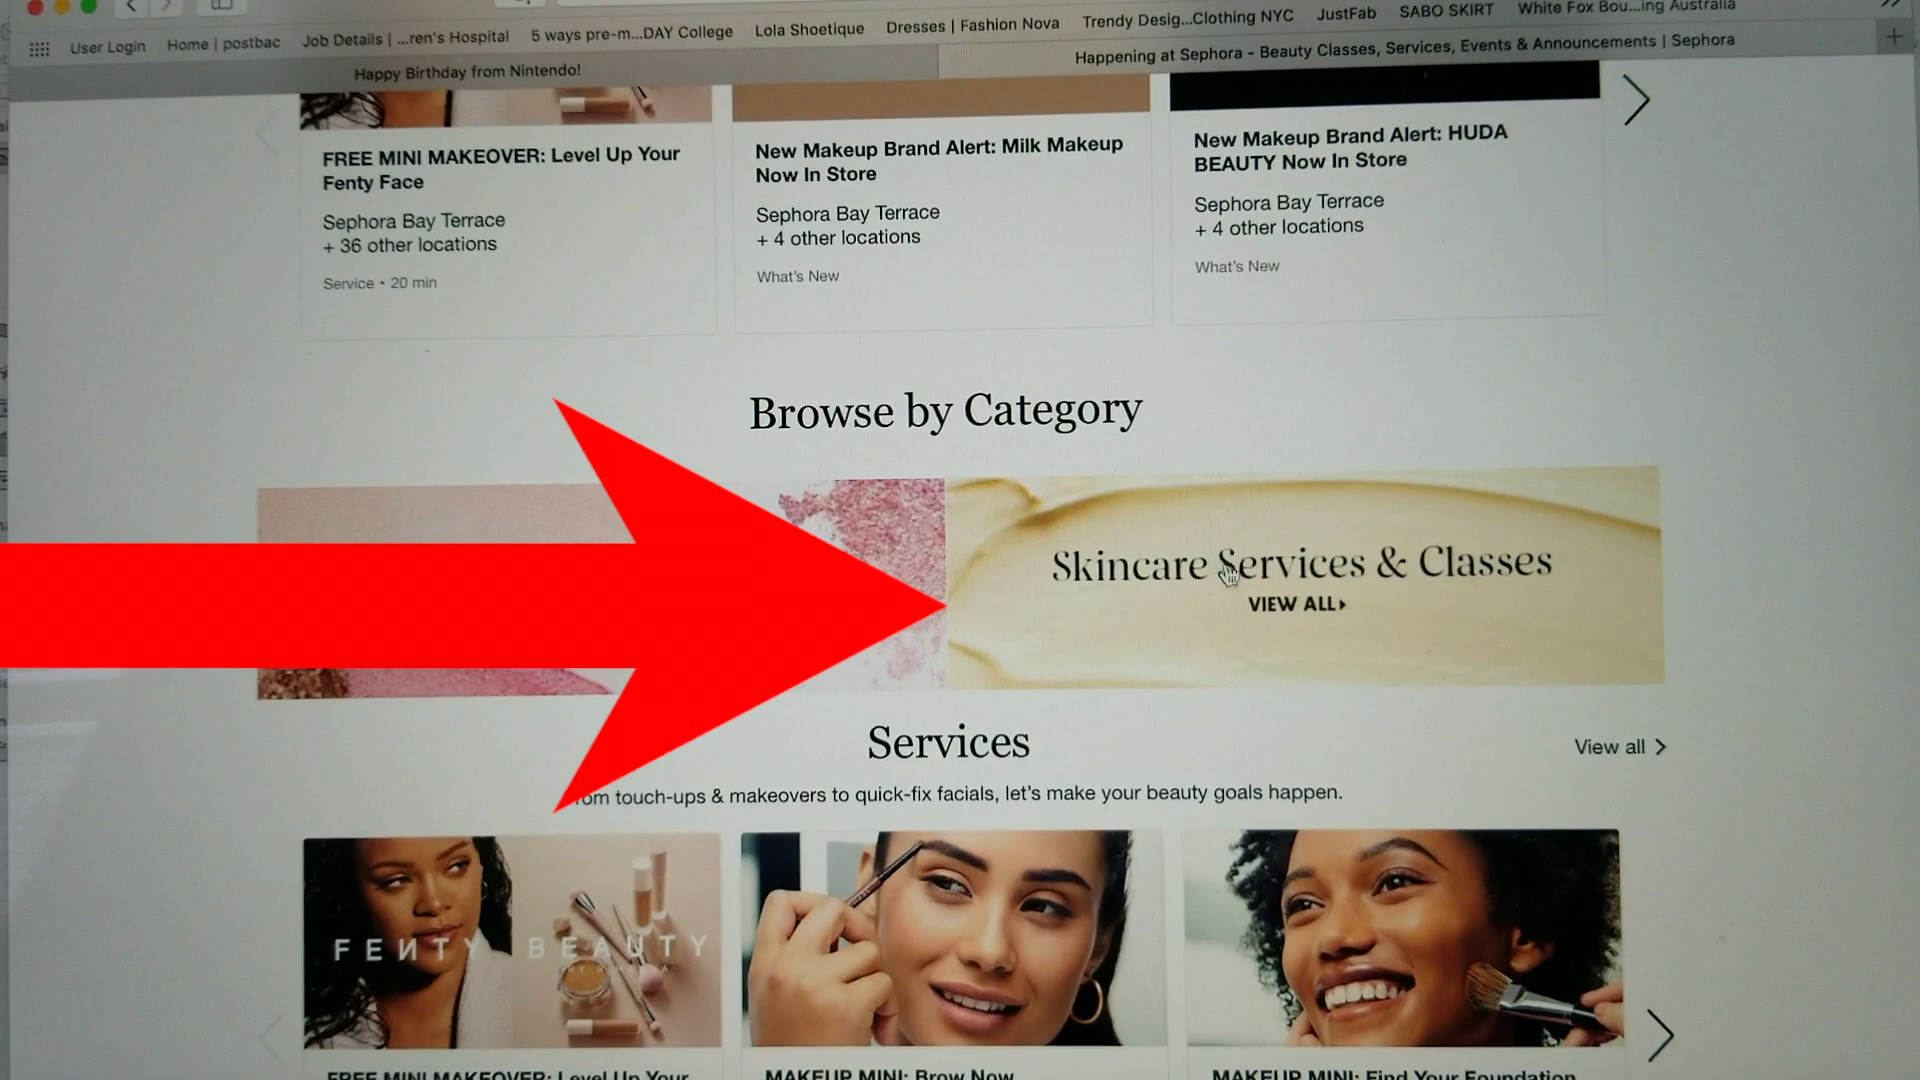 User Login
Home | postbac
Job Details | ...ren's Hospital
5 ways pre-m...DAY College
Lola Shoetique
Dresses | Fashion Nova
Trendy Desig...Clothing NYC
JustFab
SABO SKIRT
White Fox Bou...ing Australia
Happy Birthday from Nintendo!
Happening at Sephora - Beauty Classes, Services, Events & Announcements | Sephora
FREE MINI MAKEOVER: Level Up Your
Fenty Face
Sephora Bay Terrace
+ 36 other locations
Service • 20 min
New Makeup Brand Alert: Milk Makeup
Now In Store
Sephora Bay Terrace
+ 4 other locations
What's New
New Makeup Brand Alert: HUDA
BEAUTY Now In Store
Sephora Bay Terrace
+ 4 other locations
What's New
Browse by Category
Skincare Services & Classes
VIEW ALL
Services
View all
touch-ups & makeovers to quick-fix facials, let's make your beauty goals happen.
FENTY BEAUTY
FREE MINI MAKEOVER: Level Up Your
MAKEUP MINI: Brow Now
MAKEUP MINI: Find Your Foundation